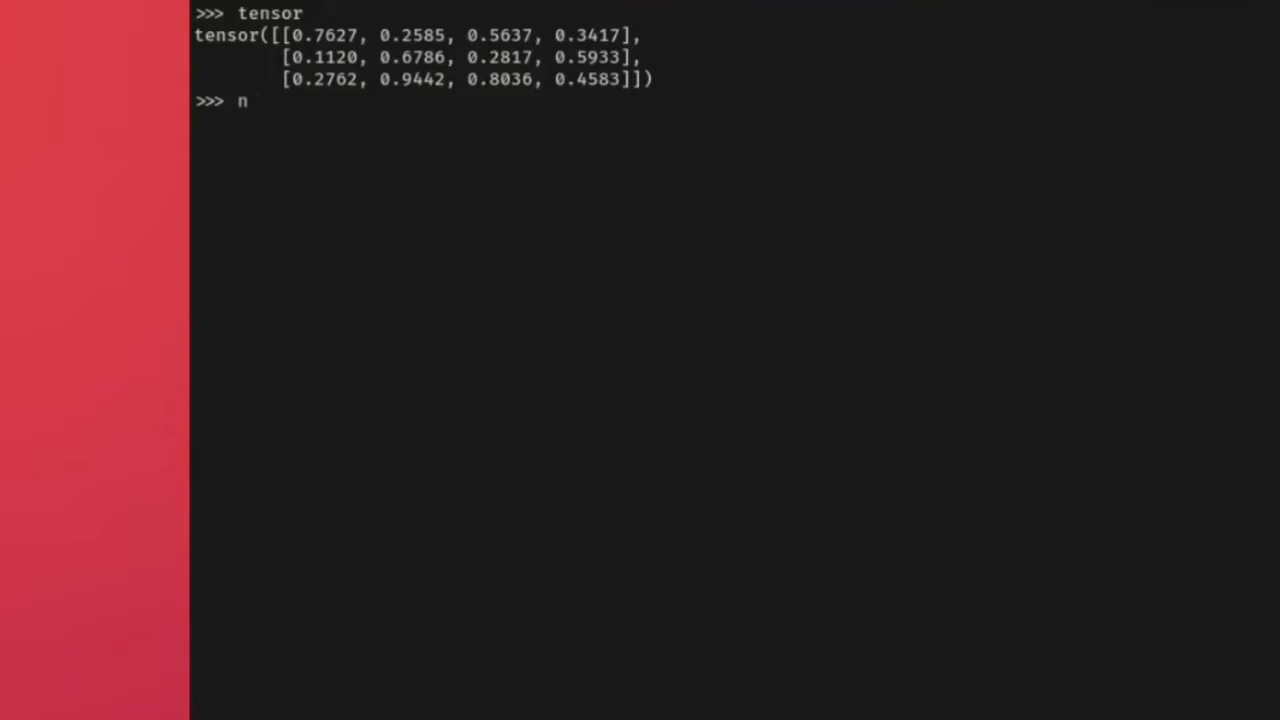 >>> tensor
tensor([[0.7627, 0.2585, 0.5637, 0.3417],
        [0.1120, 0.6786, 0.2817, 0.5933],
        [0.2762, 0.9442, 0.8036, 0.4583]])
>>> n